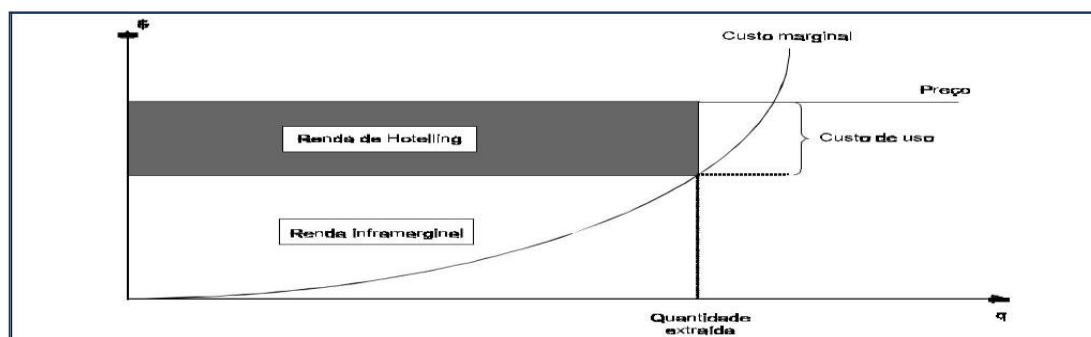 $
Custo marginal
Preço
Renda de Hotelling
Custo de uso
Renda inframarginal
Quantidade
extraída
q